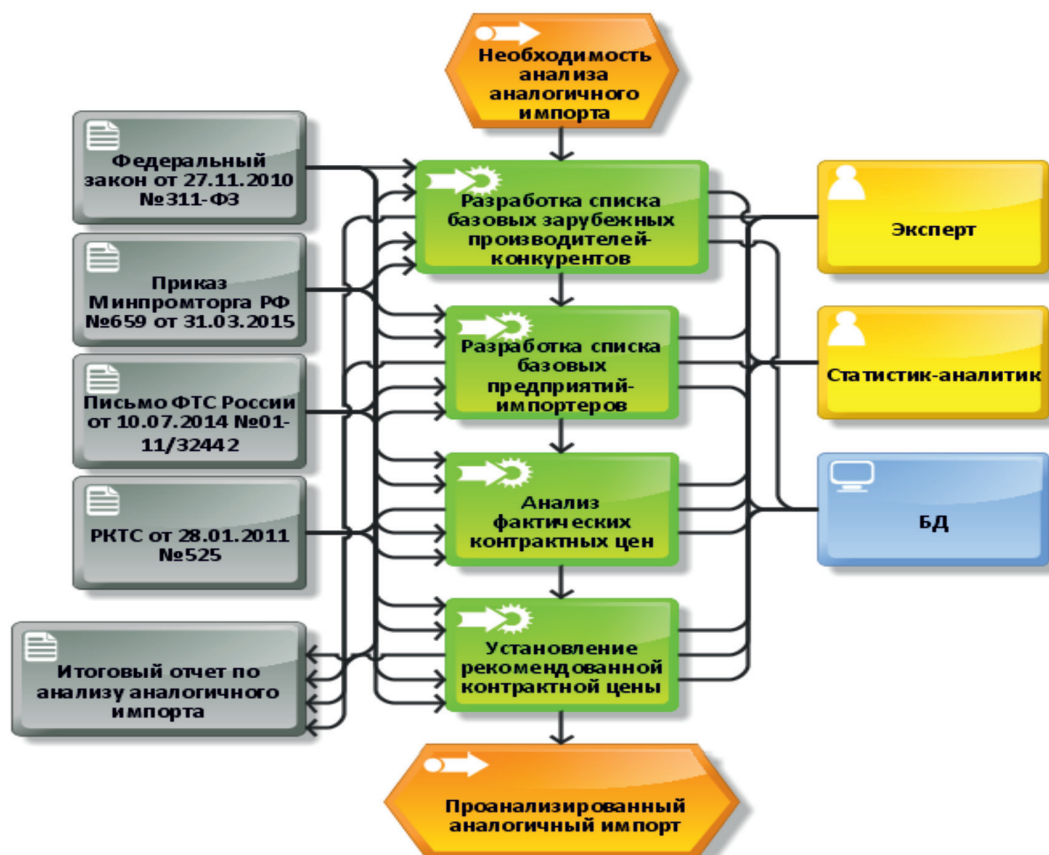 Необходимость
анализа
аналогичного
импорта
Федеральный
закон от 27.11.2010
№311-ФЗ
Приказ
Минпромторга РФ
№659 от 31.03.2015
Письмо ФТС России
от 10.07.2014 №01-
11/32442
РКТС от 28.01.2011
№525
Итоговый отчет по
анализу аналогичного
импорта
Разработка списка
базовых зарубежных
производителей-
конкурентов
Разработка списка
базовых
предприятий-
импортеров
Анализ
фактических
контрактных цен
Установление
рекомендованной
контрактной цены
Эксперт
Статистик-аналитик
БД
Проанализированный
аналогичный импорт